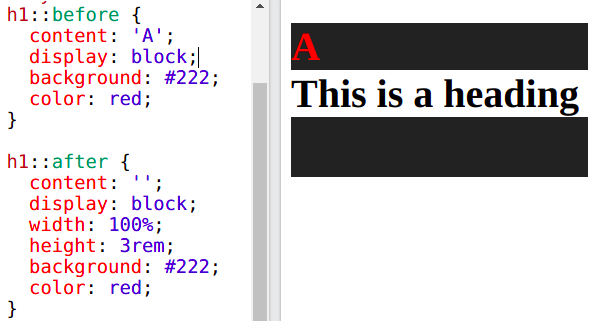 h1::before {
  content: 'A';
  display: block;
  background: #222;
  color: red;
}

h1::after {
  content: '';
  display: block;
  width: 100%;
  height: 3rem;
  background: #222;
  color: red;
}
A
This is a heading